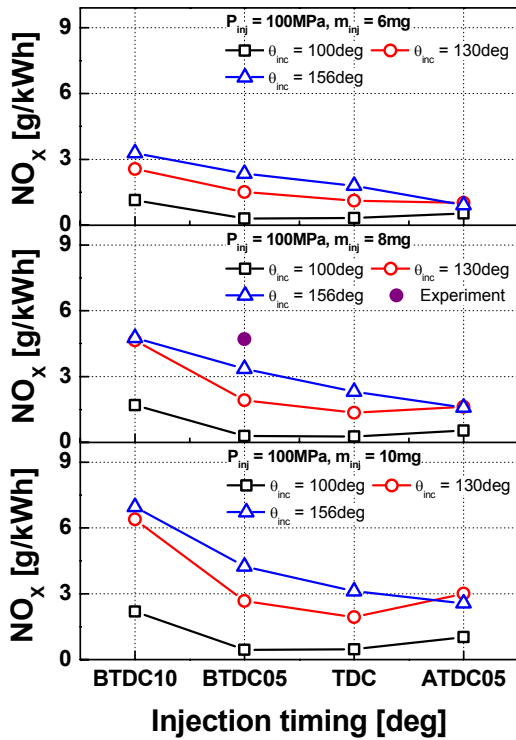 P_inj = 100MPa, m_inj = 6mg
θ_inc = 100deg θ_inc = 130deg
θ_inc = 156deg
NO_X [g/kWh]
9
6
3
0
P_inj = 100MPa, m_inj = 8mg
θ_inc = 100deg θ_inc = 130deg
θ_inc = 156deg Experiment
NO_X [g/kWh]
9
6
3
0
P_inj = 100MPa, m_inj = 10mg
θ_inc = 100deg θ_inc = 130deg
θ_inc = 156deg
NO_X [g/kWh]
9
6
3
0
BTDC10 BTDC05 TDC ATDC05
Injection timing [deg]